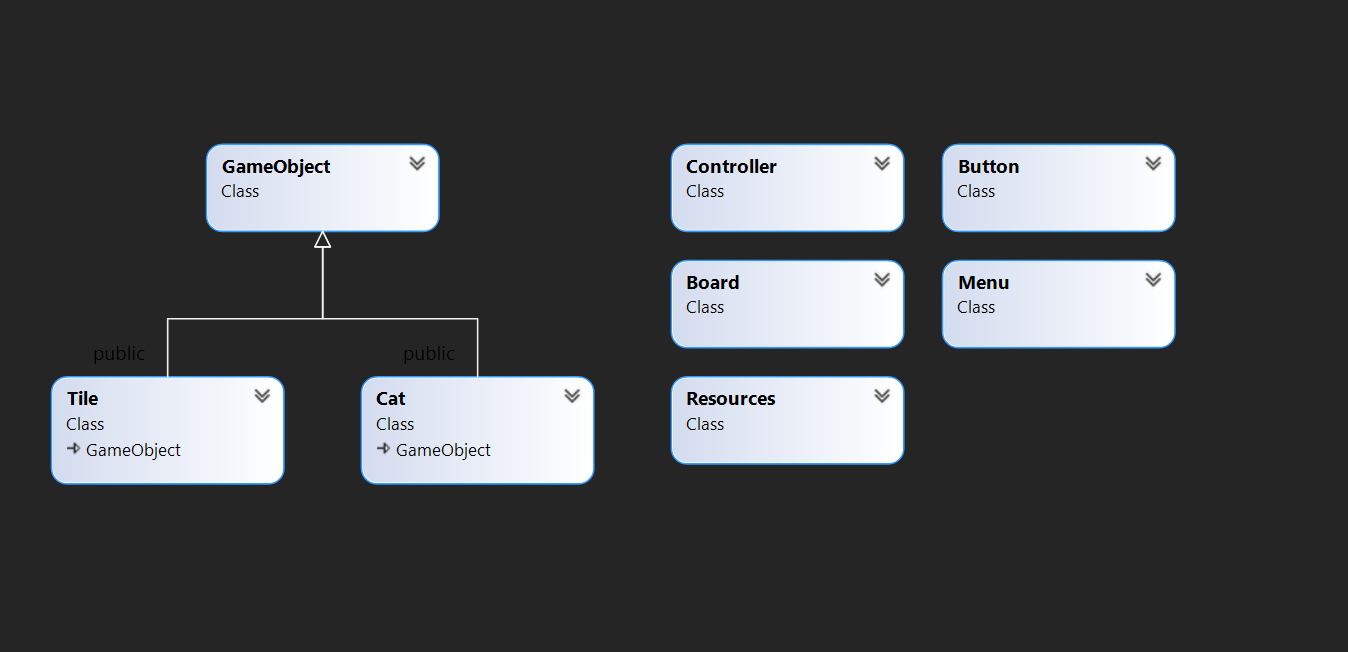 GameObject
Class
Controller
Class
Button
Class
Board
Class
Menu
Class
public
public
Tile
Class
GameObject
Cat
Class
GameObject
Resources
Class